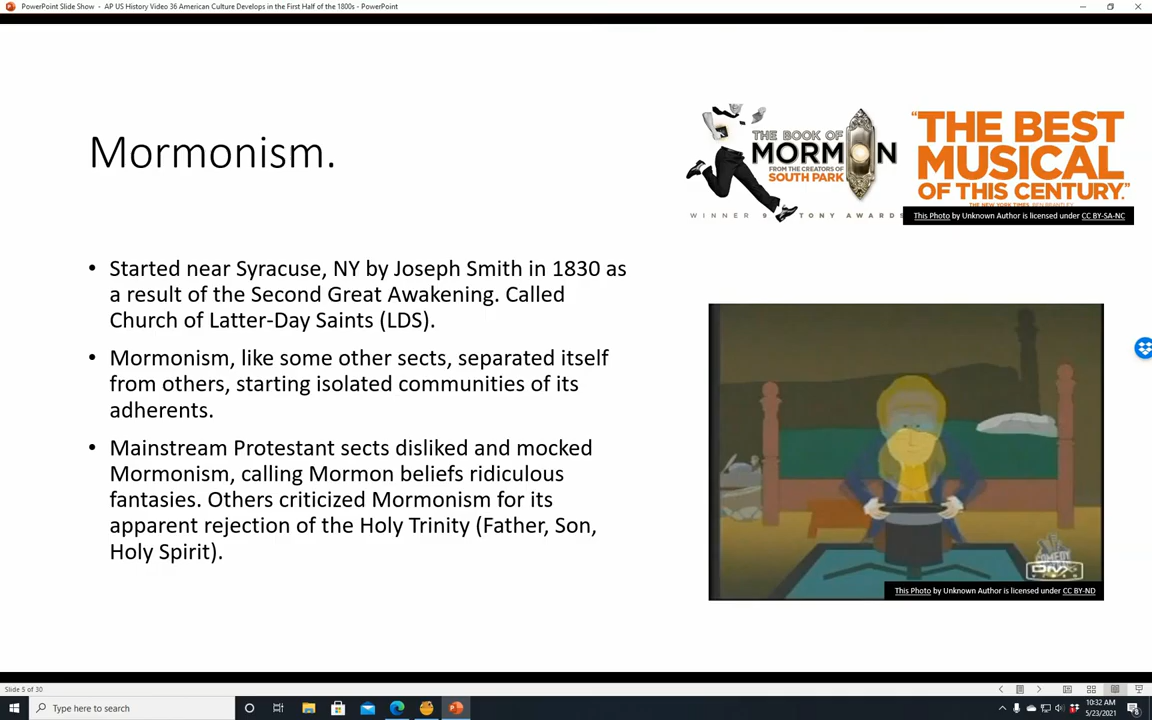 PowerPoint Slide Show - AP US History Video 36 American Culture Develops in the First Half of the 1800s - PowerPoint
Mormonism.
THE BOOK OF
MORMON
FROM THE CREATORS OF
SOUTH PARK
WINNER 9 TONY AWARDS
"THE BEST
MUSICAL
OF THIS CENTURY."
THE NEW YORK TIMES, BEN BRANTLEY
This Photo by Unknown Author is licensed under CC BY-SA-NC
• Started near Syracuse, NY by Joseph Smith in 1830 as
a result of the Second Great Awakening. Called
Church of Latter-Day Saints (LDS).
• Mormonism, like some other sects, separated itself
from others, starting isolated communities of its
adherents.
• Mainstream Protestant sects disliked and mocked
Mormonism, calling Mormon beliefs ridiculous
fantasies. Others criticized Mormonism for its
apparent rejection of the Holy Trinity (Father, Son,
Holy Spirit).
COMEDY
This Photo by Unknown Author is licensed under CC BY-ND
Slide 5 of 30
Type here to search
10:32 AM
5/23/2021